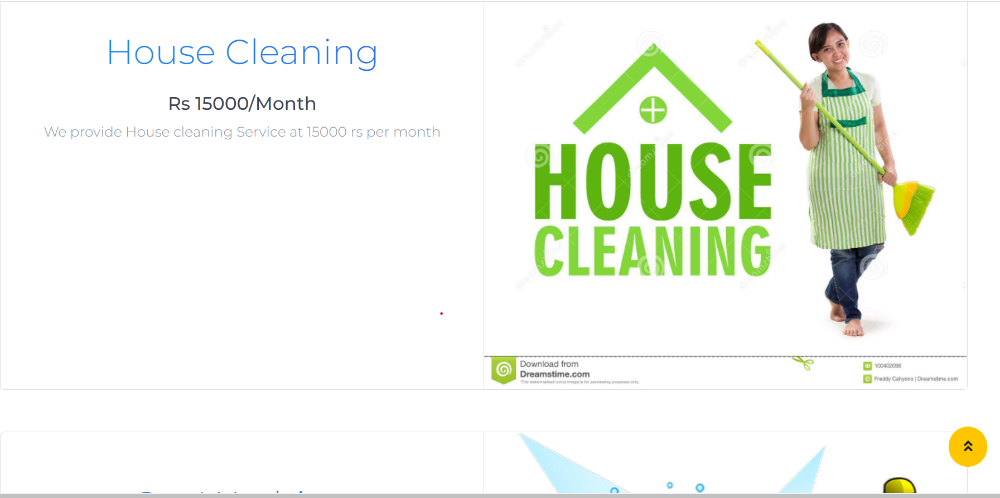 House Cleaning
Rs 15000/Month
We provide House cleaning Service at 15000 rs per month
HOUSE
CLEANING
Download from
Dreamstime.com
This watermarked comp image is for previewing purposes only.
ID 100402098
© Freddy Cahyono | Dreamstime.com